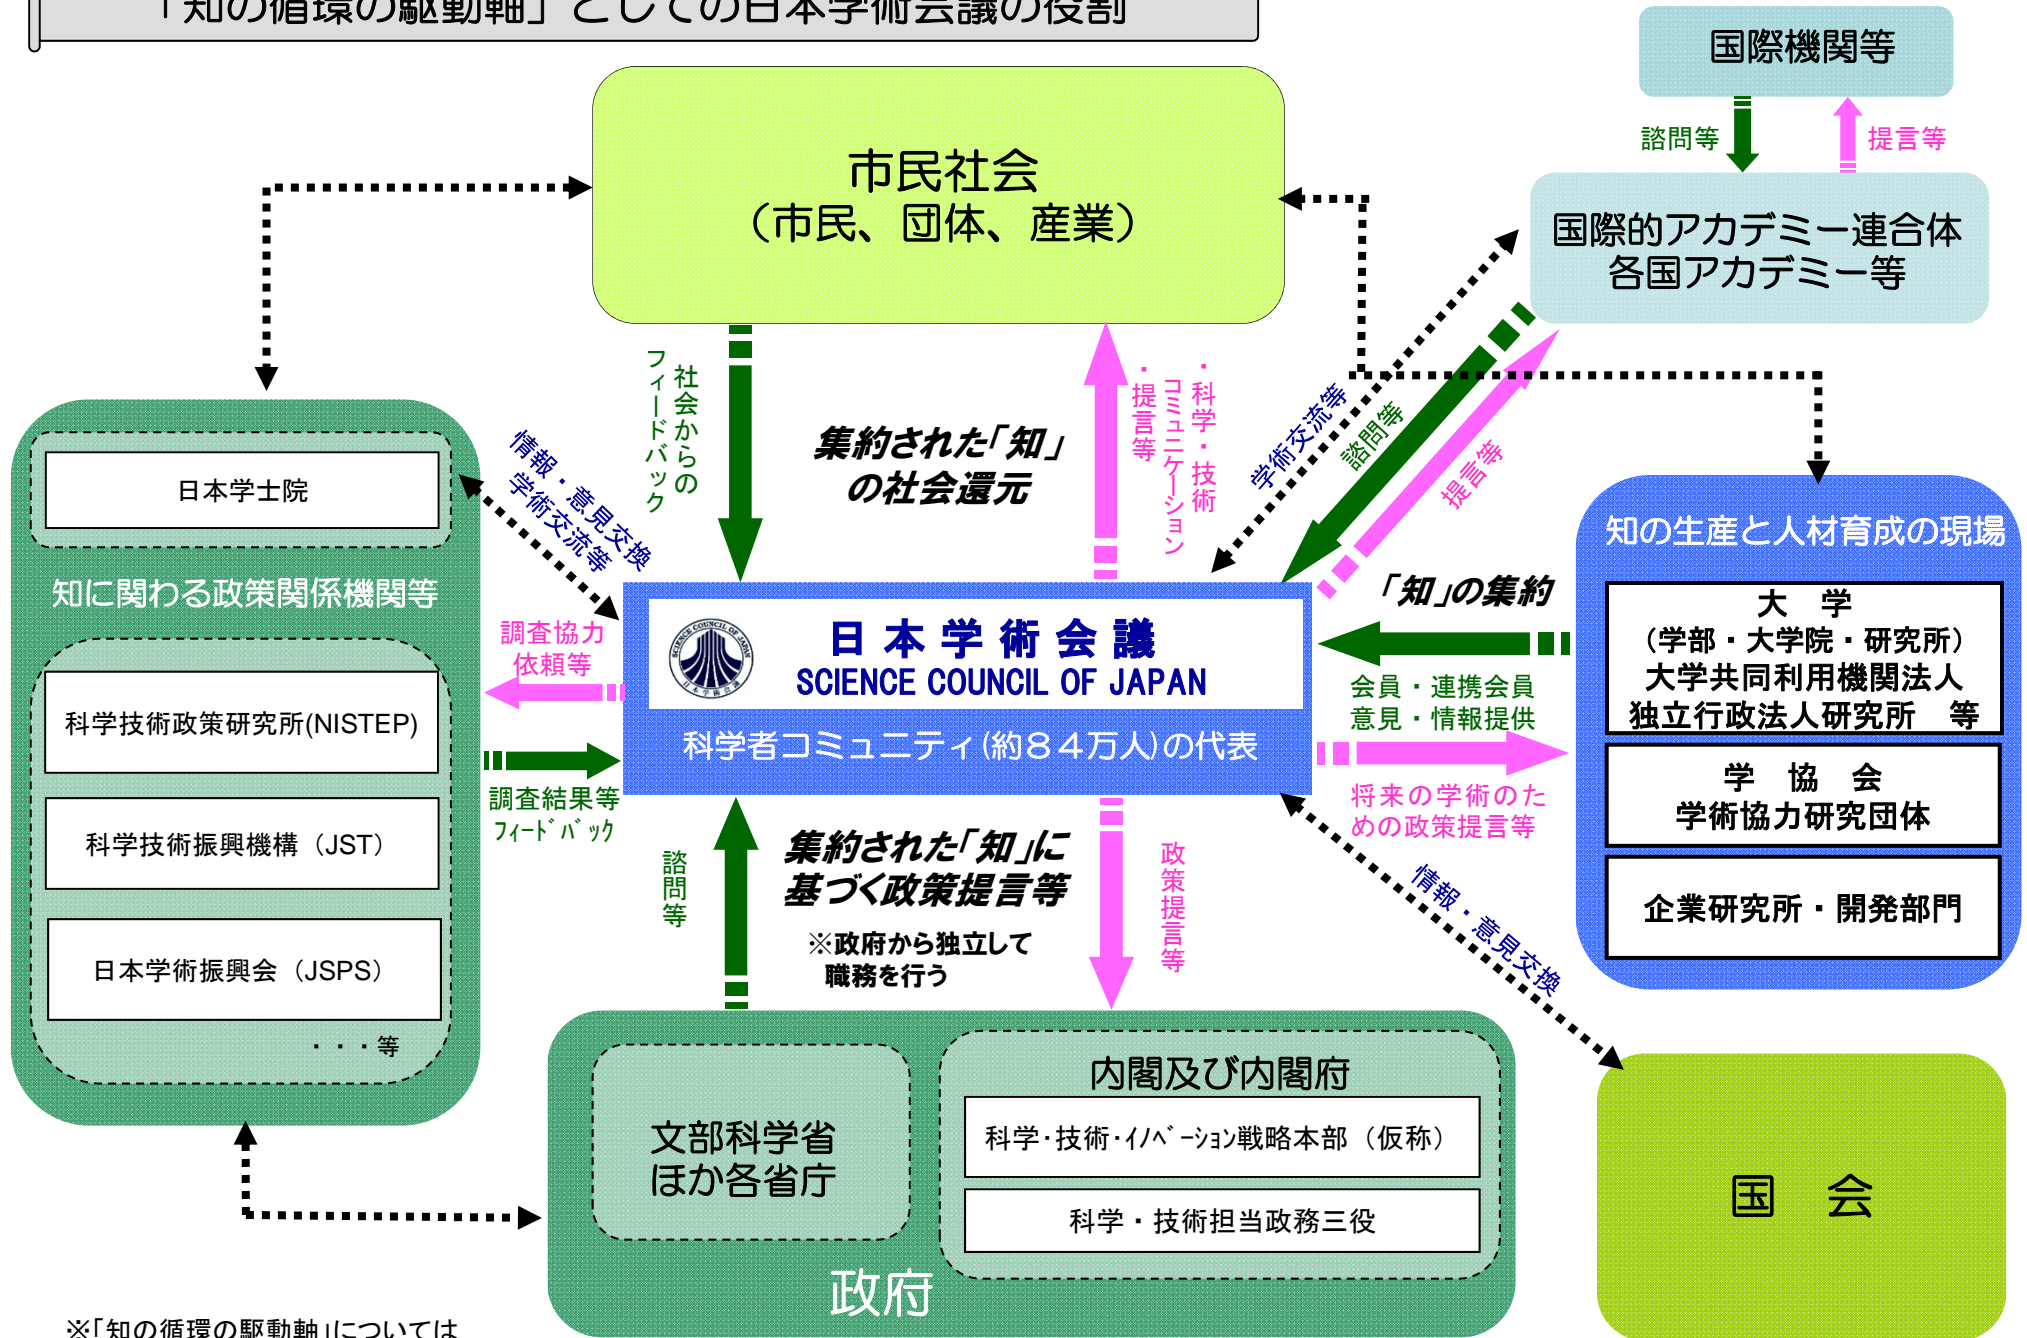 「知の循環の駆動軸」としての日本学術会議の役割
国際機関等
諮問等
提言等
市民社会
（市民、団体、産業）
国際的アカデミー連合体
各国アカデミー等
社会からの
フィードバック
集約された「知」
の社会還元
・科学・技術
コミュニケーション
・提言等
学術交流等
諮問等
提言等
情報・意見交換
学術交流等
日本学士院
知に関わる政策関係機関等
科学技術政策研究所(NISTEP)
科学技術振興機構（JST）
日本学術振興会（JSPS）
・・・等
調査協力
依頼等
調査結果等
ﾌｨｰﾄﾞﾊﾞｯｸ
SCIENCE COUNCIL OF JAPAN
日本学術会議
日本学術会議
SCIENCE COUNCIL OF JAPAN
科学者コミュニティ(約８４万人)の代表
「知」の集約
会員・連携会員
意見・情報提供
将来の学術のた
めの政策提言等
知の生産と人材育成の現場
大　学
（学部・大学院・研究所）
大学共同利用機関法人
独立行政法人研究所　等
学　協　会
学術協力研究団体
企業研究所・開発部門
諮問等
集約された「知」に
基づく政策提言等
※政府から独立して
職務を行う
政策提言等
情報・意見交換
文部科学省
ほか各省庁
内閣及び内閣府
科学・技術・ｲﾉﾍﾞｰｼｮﾝ戦略本部（仮称）
科学・技術担当政務三役
政府
国　会
※「知の循環の駆動軸」については